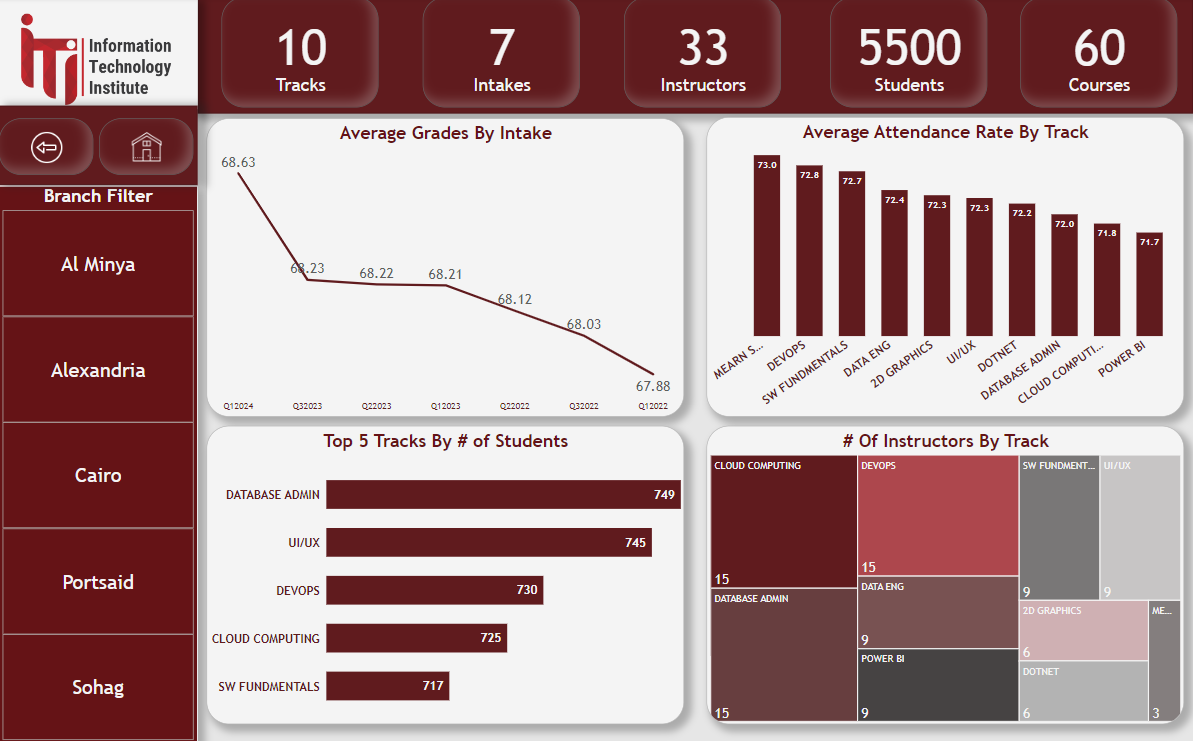 iTi
Information
Technology
Institute
10
Tracks
7
Intakes
33
Instructors
5500
Students
60
Courses
Branch Filter
Al Minya
Alexandria
Cairo
Portsaid
Sohag
Average Grades By Intake
68.63
68.23
68.22
68.21
68.12
68.03
67.88
Q12024
Q32023
Q22023
Q12023
Q22022
Q32022
Q12022
Average Attendance Rate By Track
73.0
72.8
72.7
72.4
72.3
72.3
72.2
72.0
71.8
71.7
MEARN S...
DEVOPS
SW FUNDMENTALS
DATA ENG
2D GRAPHICS
UI/UX
DOTNET
DATABASE ADMIN
CLOUD COMPUTI...
POWER BI
Top 5 Tracks By # of Students
DATABASE ADMIN 749
UI/UX 745
DEVOPS 730
CLOUD COMPUTING 725
SW FUNDMENTALS 717
# Of Instructors By Track
CLOUD COMPUTING
15
DATABASE ADMIN
15
DEVOPS
15
DATA ENG
9
POWER BI
9
SW FUNDMENT...
9
UI/UX
9
2D GRAPHICS
6
DOTNET
6
ME...
3